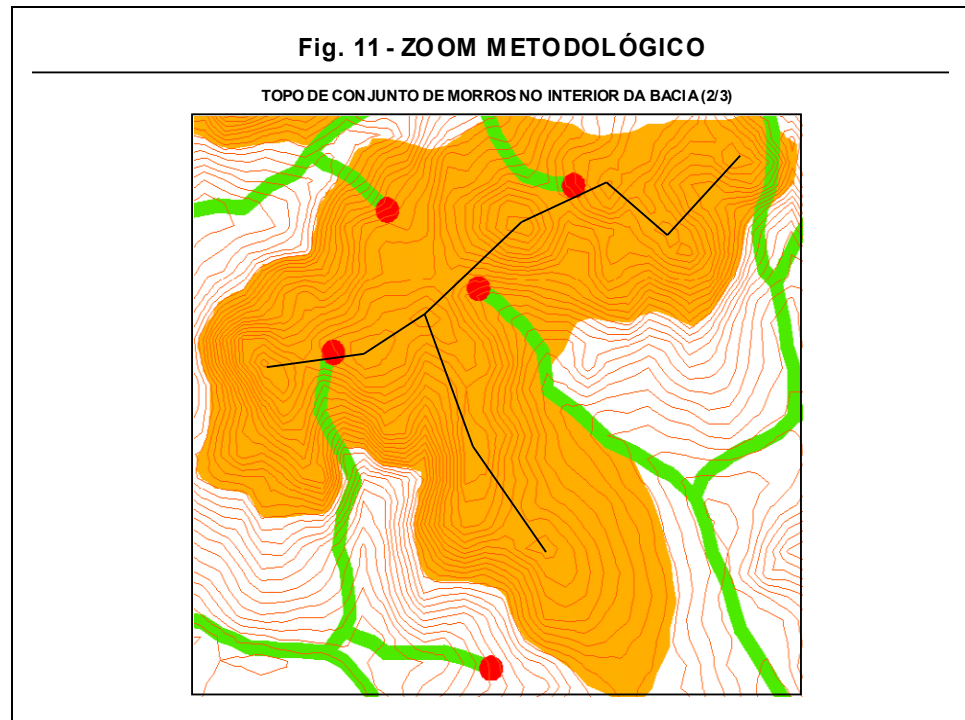 Fig. 11 - ZOOM METODOLÓGICO
TOPO DE CONJUNTO DE MORROS NO INTERIOR DA BACIA (2/3)